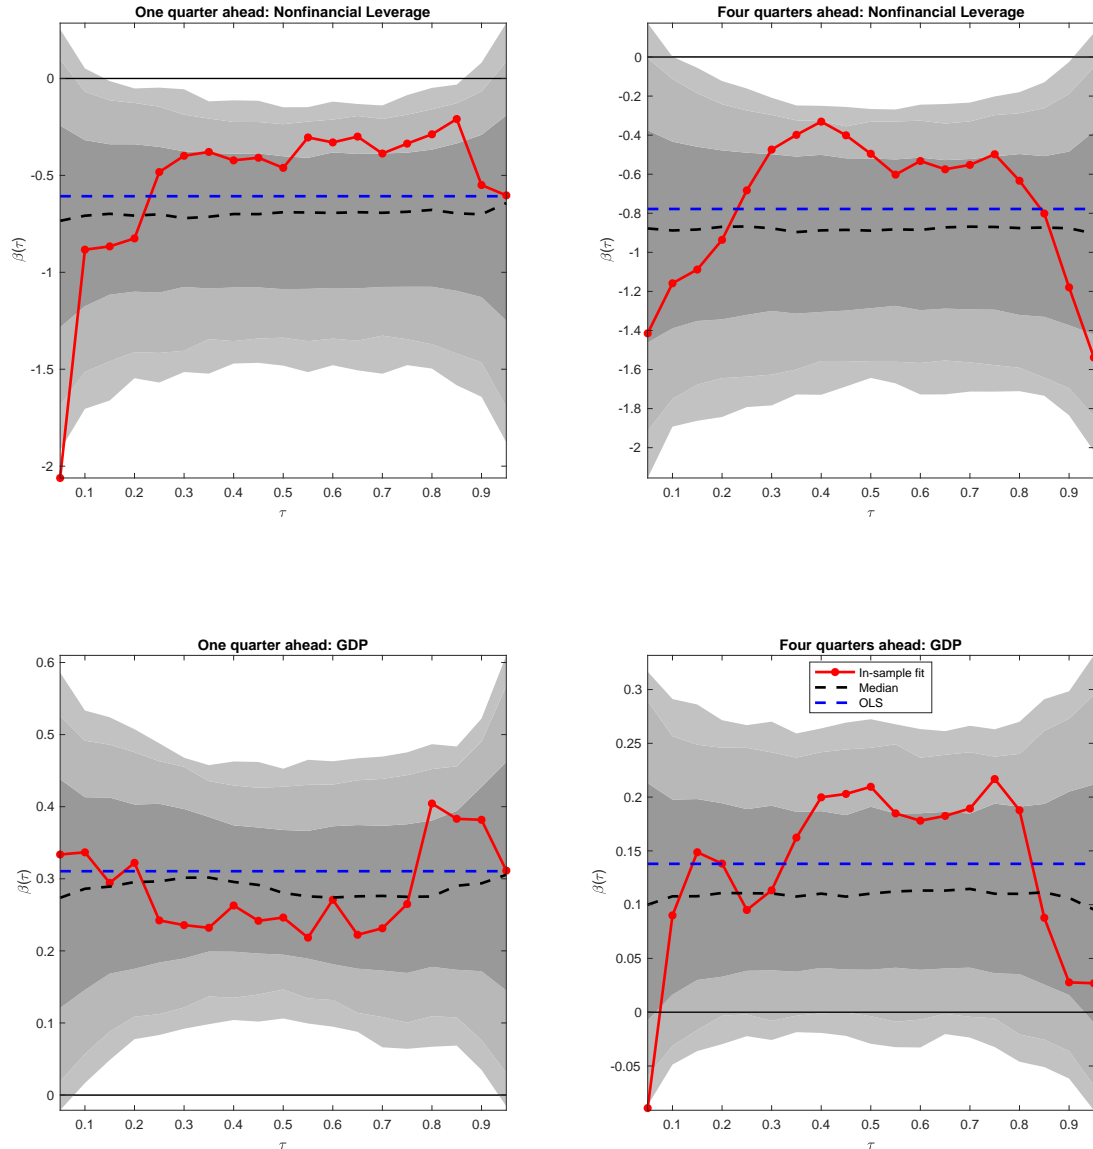 One quarter ahead: Nonfinancial Leverage
0
-0.5
-1
-1.5
-2
β(τ)
0.1 0.2 0.3 0.4 0.5 0.6 0.7 0.8 0.9
τ
Four quarters ahead: Nonfinancial Leverage
0
-0.2
-0.4
-0.6
-0.8
-1
-1.2
-1.4
-1.6
-1.8
-2
β(τ)
0.1 0.2 0.3 0.4 0.5 0.6 0.7 0.8 0.9
τ
One quarter ahead: GDP
0.6
0.5
0.4
0.3
0.2
0.1
0
β(τ)
0.1 0.2 0.3 0.4 0.5 0.6 0.7 0.8 0.9
τ
Four quarters ahead: GDP
In-sample fit
Median
OLS
0.3
0.25
0.2
0.15
0.1
0.05
0
-0.05
β(τ)
0.1 0.2 0.3 0.4 0.5 0.6 0.7 0.8 0.9
τ